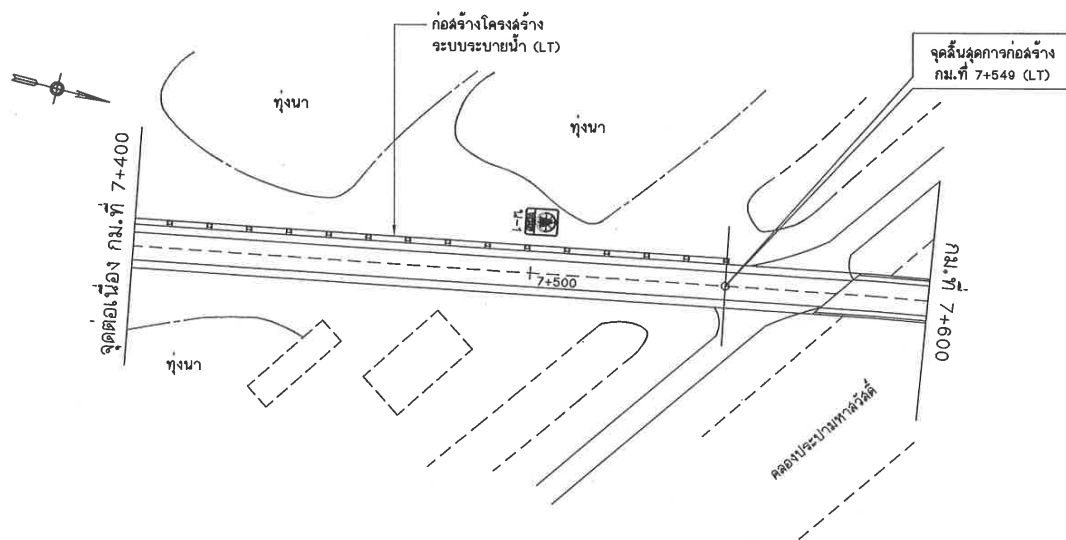 ก่อสร้างโครงสร้าง
ระบบระบายน้ำ (LT)
จุดสิ้นสุดการก่อสร้าง
กม.ที่ 7+549 (LT)
ทุ่งนา
ทุ่งนา
จุดต่อเนื่อง กม.ที่ 7+400
7+500
กม.ที่ 7+600
ทุ่งนา
คลองประปามหาสวัสดิ์